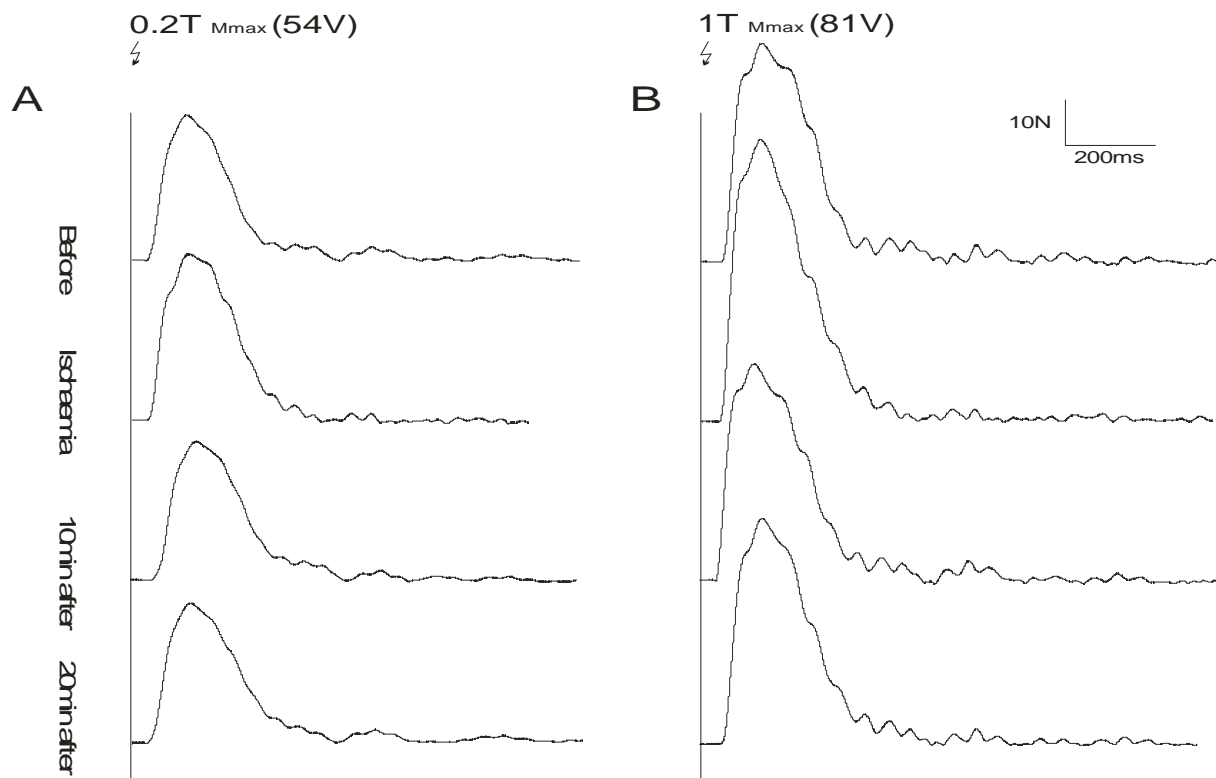 0.2T Mmax (54V)
1T Mmax (81V)
A
B
10N
200ms
Before
Ischaemia
10min after
20min after